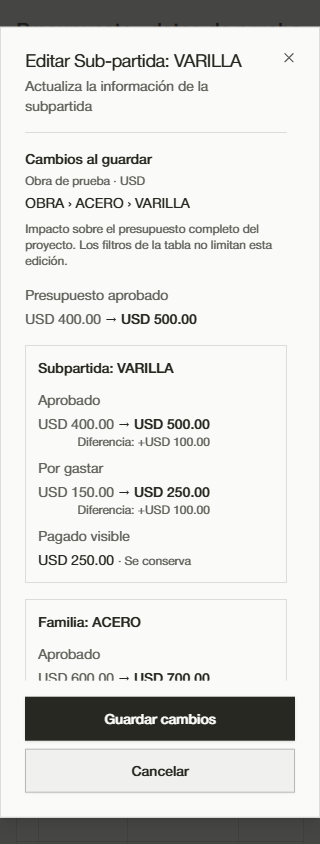 Editar Sub-partida: VARILLA
Actualiza la información de la
subpartida
Cambios al guardar
Obra de prueba · USD
OBRA › ACERO › VARILLA
Impacto sobre el presupuesto completo del
proyecto. Los filtros de la tabla no limitan esta
edición.
Presupuesto aprobado
USD 400.00 → USD 500.00
Subpartida: VARILLA
Aprobado
USD 400.00 → USD 500.00
Diferencia: +USD 100.00
Por gastar
USD 150.00 → USD 250.00
Diferencia: +USD 100.00
Pagado visible
USD 250.00 · Se conserva
Familia: ACERO
Aprobado
USD 600.00 → USD 700.00
Guardar cambios
Cancelar